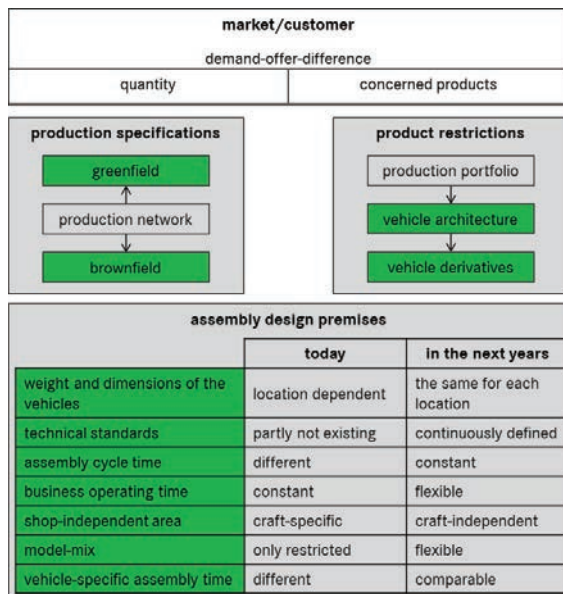 market/customer
demand-offer-difference
quantity
concerned products
production specifications
greenfield
production network
brownfield
product restrictions
production portfolio
vehicle architecture
vehicle derivatives
assembly design premises
today
in the next years
weight and dimensions of the
vehicles
location dependent
the same for each
location
technical standards
partly not existing
continuously defined
assembly cycle time
different
constant
business operating time
constant
flexible
shop-independent area
craft-specific
craft-independent
model-mix
only restricted
flexible
vehicle-specific assembly time
different
comparable